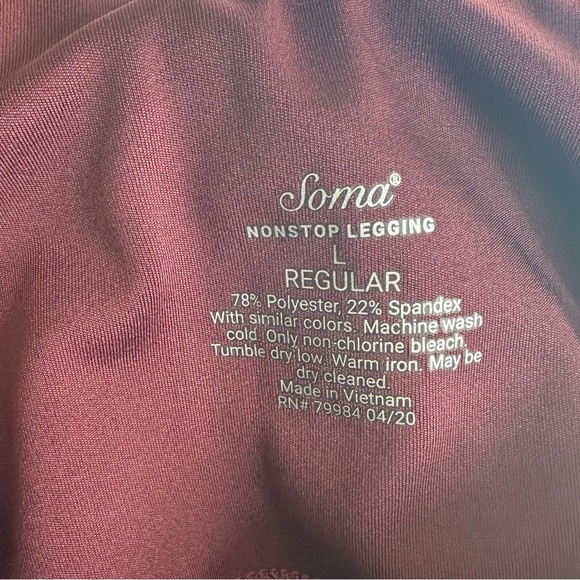 Soma®
NONSTOP LEGGING
L
REGULAR
78% Polyester, 22% Spandex
With similar colors. Machine wash
cold. Only non-chlorine bleach.
Tumble dry low. Warm iron. May be
dry cleaned.
Made in Vietnam
RN# 79984 04/20